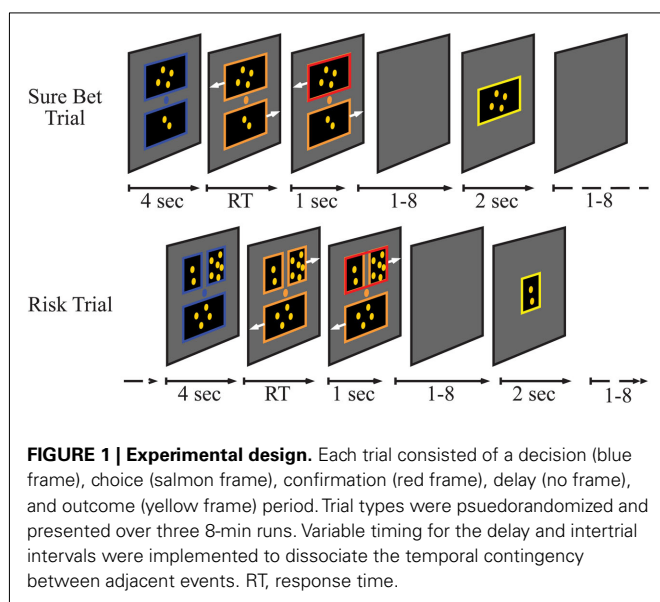 Sure Bet
Trial
4 sec RT 1 sec 1-8 2 sec 1-8
Risk Trial
4 sec RT 1 sec 1-8 2 sec 1-8
FIGURE 1 | Experimental design. Each trial consisted of a decision (blue
frame), choice (salmon frame), confirmation (red frame), delay (no frame),
and outcome (yellow frame) period. Trial types were psuedorandomized and
presented over three 8-min runs. Variable timing for the delay and intertrial
intervals were implemented to dissociate the temporal contingency
between adjacent events. RT, response time.